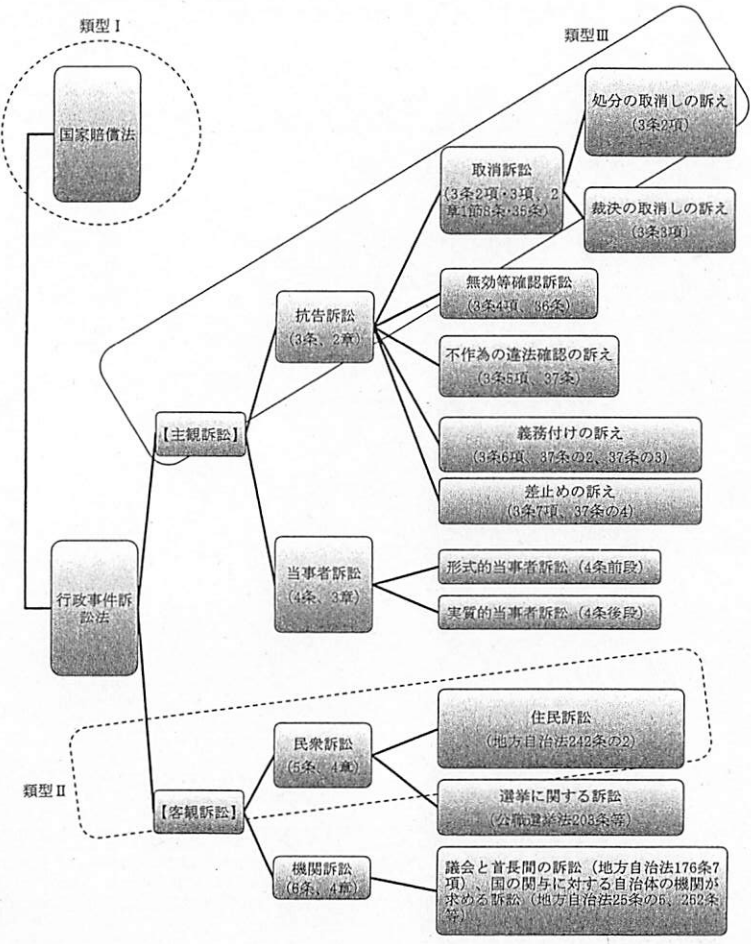 類型Ⅰ
国家賠償法
類型Ⅲ
処分の取消しの訴え
(3条2項)
取消訴訟
(3条2項・3項、2
章1節8条・35条)
裁決の取消しの訴え
(3条3項)
抗告訴訟
(3条、2章)
無効等確認訴訟
(3条4項、36条)
不作為の違法確認の訴え
(3条5項、37条)
【主観訴訟】
義務付けの訴え
(3条6項、37条の2、37条の3)
差止めの訴え
(3条7項、37条の4)
行政事件訴
訟法
当事者訴訟
(4条、3章)
形式的当事者訴訟(4条前段)
実質的当事者訴訟(4条後段)
類型Ⅱ
民衆訴訟
(5条、4章)
住民訴訟
(地方自治法242条の2)
【客観訴訟】
選挙に関する訴訟
(公職選挙法203条等)
機関訴訟
(6条、4章)
議会と首長間の訴訟(地方自治法176条7
項)、国の関与に対する自治体の機関が
求める訴訟(地方自治法25条の5、252条
等)